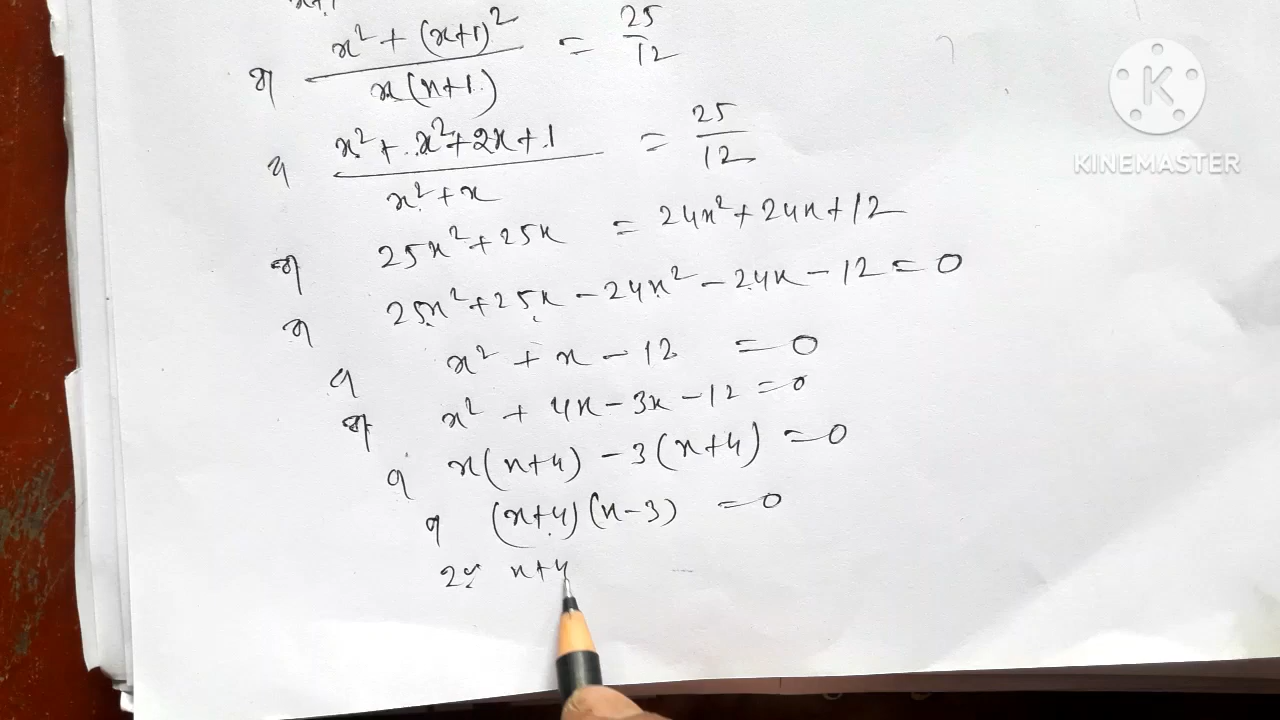 x+1
বা, x² + (x+1)² / x(x+1) = 25/12
বা, x² + x² + 2x + 1 / x² + x = 25/12
বা, 25x² + 25x = 24x² + 24x + 12
বা, 25x² + 25x - 24x² - 24x - 12 = 0
বা, x² + x - 12 = 0
বা, x² + 4x - 3x - 12 = 0
বা, x(x+4) - 3(x+4) = 0
বা, (x+4)(x-3) = 0
হয় x+4
K
KINEMASTER